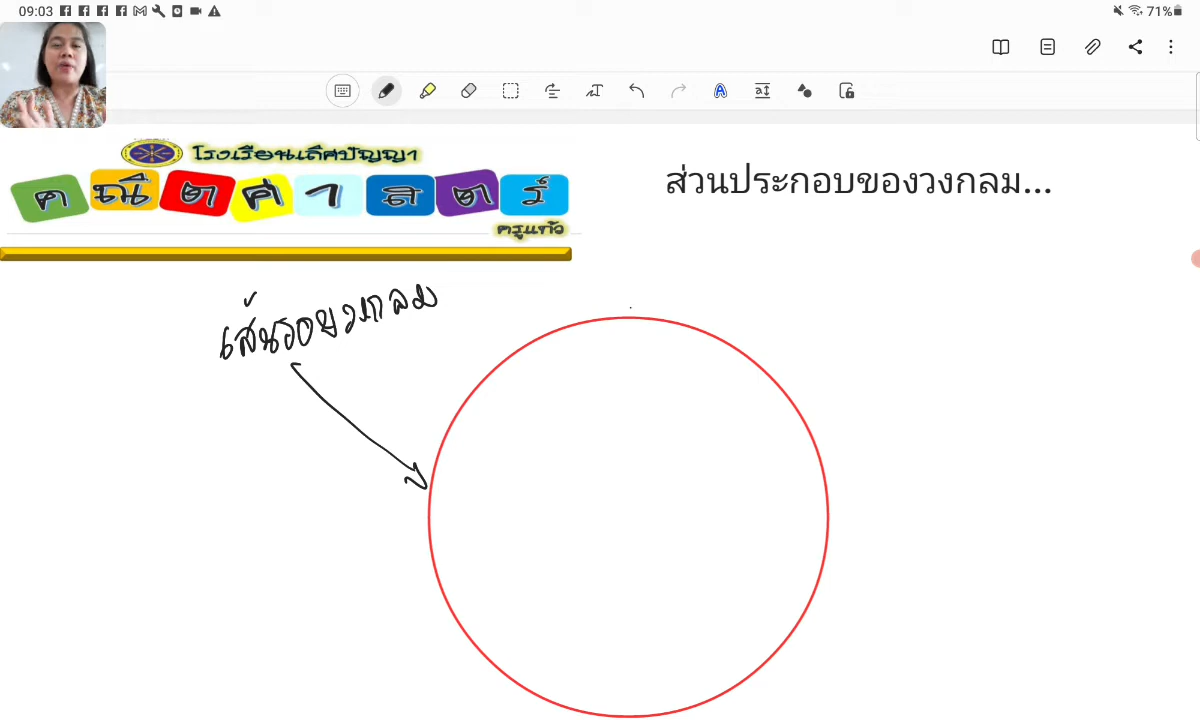 09:03
71%
โรงเรียนเลิศปัญญา
คณิตศาสตร์
ครูแก้ว
ส่วนประกอบของวงกลม...
เส้นรอบวงกลม